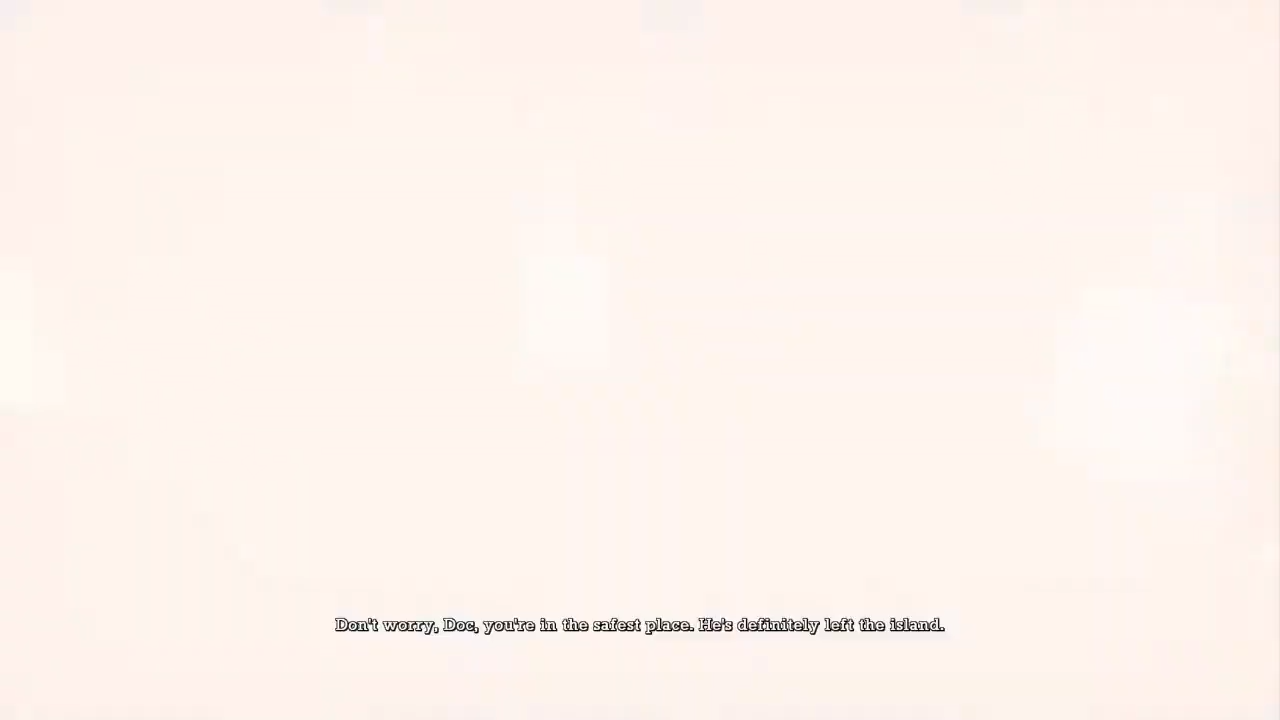 Don't worry, Doc, you're in the safest place. He's definitely left the island.